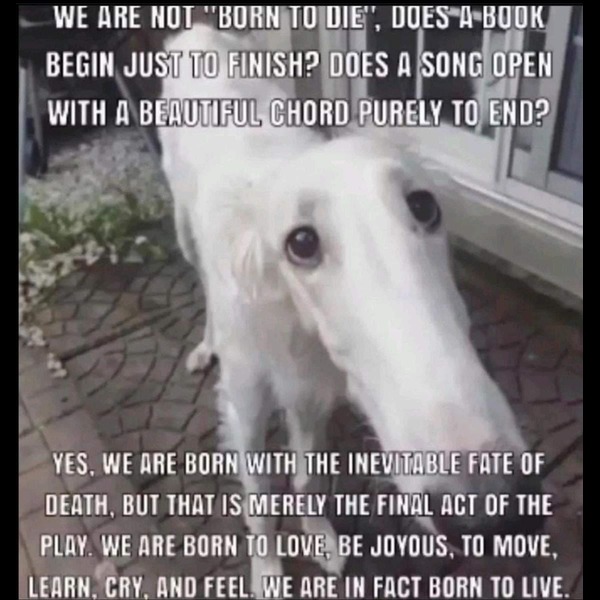 WE ARE NOT "BORN TO DIE", DOES A BOOK
BEGIN JUST TO FINISH? DOES A SONG OPEN
WITH A BEAUTIFUL CHORD PURELY TO END?
YES, WE ARE BORN WITH THE INEVITABLE FATE OF
DEATH, BUT THAT IS MERELY THE FINAL ACT OF THE
PLAY. WE ARE BORN TO LOVE, BE JOYOUS, TO MOVE,
LEARN, CRY, AND FEEL. WE ARE IN FACT BORN TO LIVE.